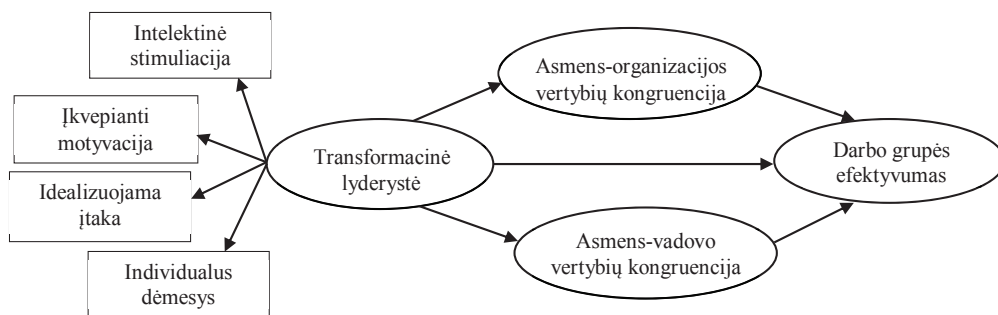 Intelektinė
stimuliacija
Įkvepianti
motyvacija
Idealizuojama
įtaka
Individualus
dėmesys
Transformacinė
lyderystė
Asmens-organizacijos
vertybių kongruencija
Asmens-vadovo
vertybių kongruencija
Darbo grupės
efektyvumas